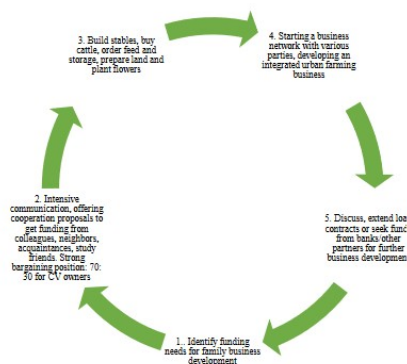 3. Build stables, buy
cattle, order feed and
storage, prepare land and
plant flowers
4. Starting a business
network with various
parties, developing an
integrated urban farming
business
2. Intensive
communication, offering
cooperation proposals to
get funding from
colleagues, neighbors,
acquaintances, study
friends. Strong
bargaining position: 70:
30 for CV owners
5. Discuss, extend loa
contracts or seek fund
from banks/other
partners for further
business developmen
1.. Identify funding
needs for family business
development